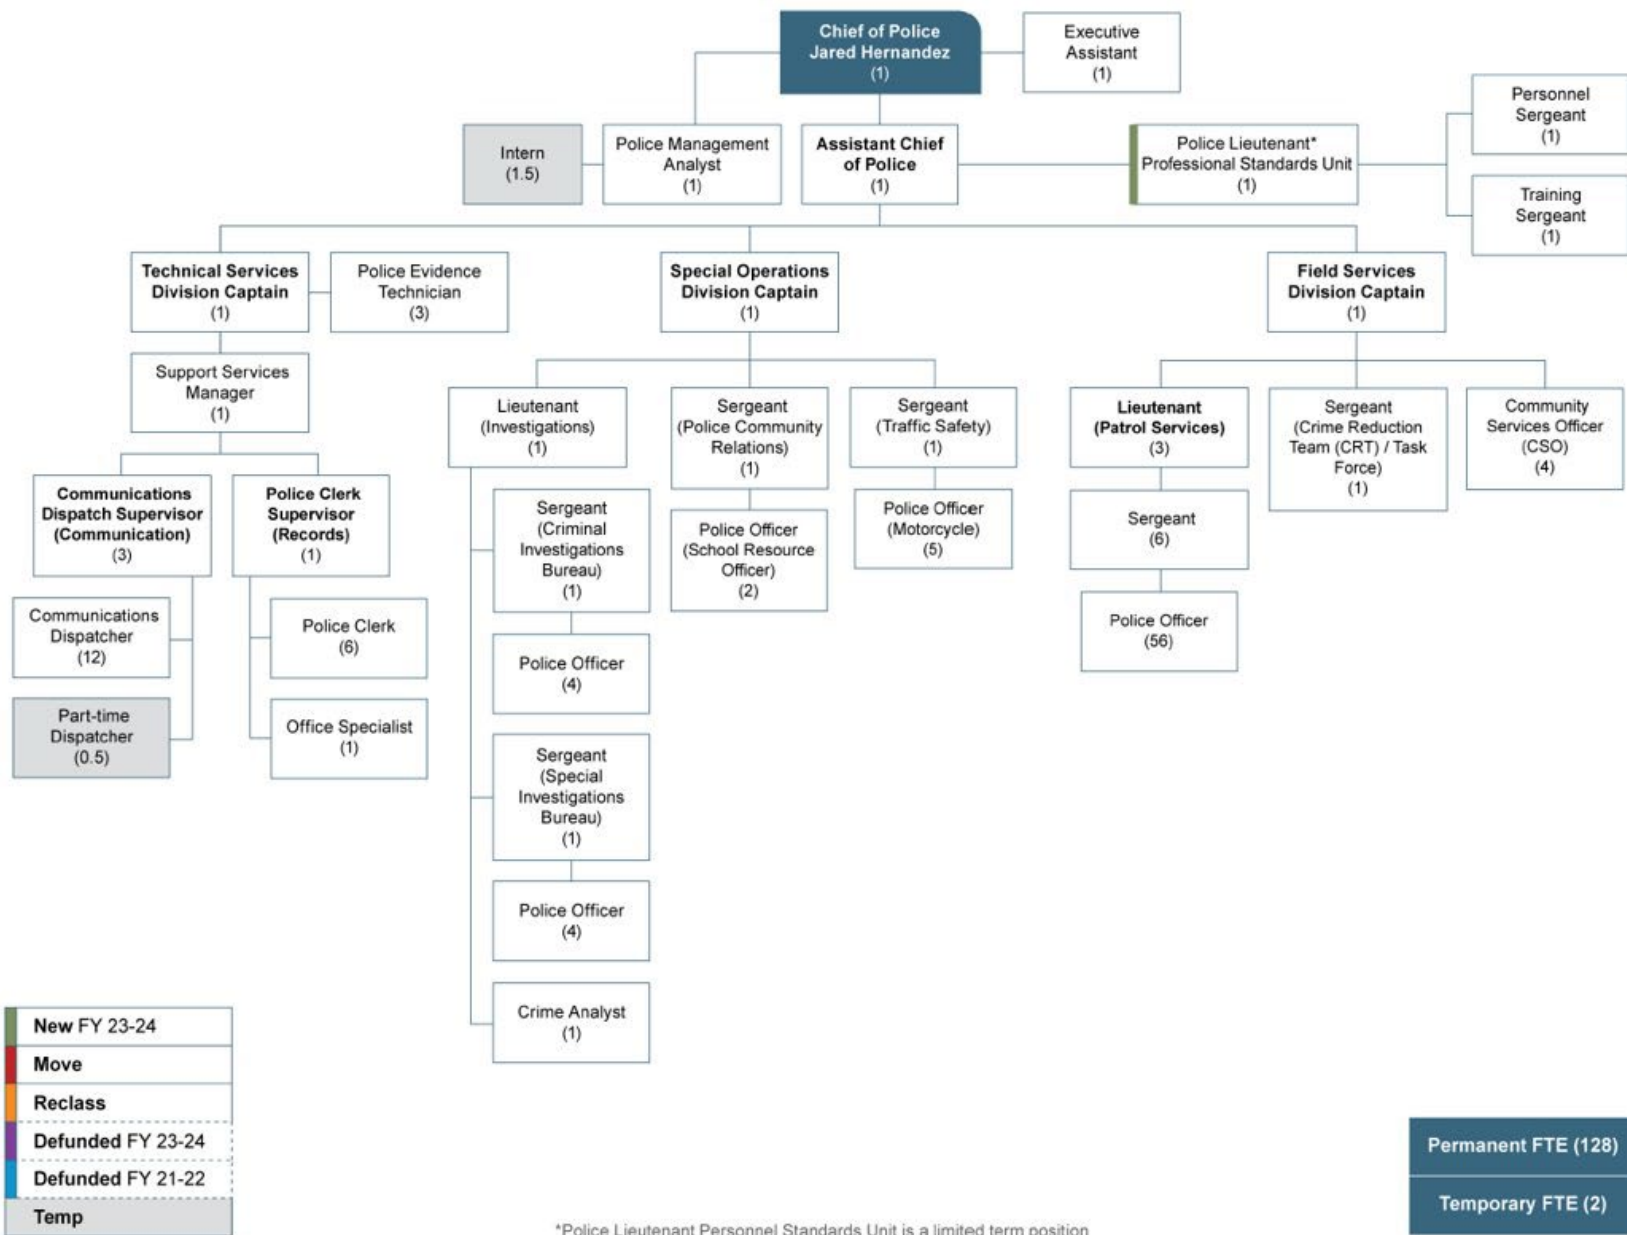 Chief of Police
Jared Hernandez
(1)
Executive
Assistant
(1)
Personnel
Sergeant
(1)
Intern
(1.5)
Police Management
Analyst
(1)
Assistant Chief
of Police
(1)
Police Lieutenant*
Professional Standards Unit
(1)
Training
Sergeant
(1)
Technical Services
Division Captain
(1)
Police Evidence
Technician
(3)
Special Operations
Division Captain
(1)
Field Services
Division Captain
(1)
Support Services
Manager
(1)
Communications
Dispatch Supervisor
(Communication)
(3)
Police Clerk
Supervisor
(Records)
(1)
Communications
Dispatcher
(12)
Part-time
Dispatcher
(0.5)
Police Clerk
(6)
Office Specialist
(1)
Lieutenant
(Investigations)
(1)
Sergeant
(Criminal
Investigations
Bureau)
(1)
Police Officer
(4)
Sergeant
(Special
Investigations
Bureau)
(1)
Police Officer
(4)
Crime Analyst
(1)
Sergeant
(Police Community
Relations)
(1)
Police Officer
(School Resource
Officer)
(2)
Sergeant
(Traffic Safety)
(1)
Police Officer
(Motorcycle)
(5)
Lieutenant
(Patrol Services)
(3)
Sergeant
(6)
Police Officer
(56)
Sergeant
(Crime Reduction
Team (CRT) / Task
Force)
(1)
Community
Services Officer
(CSO)
(4)
New FY 23-24
Move
Reclass
Defunded FY 23-24
Defunded FY 21-22
Temp
*Police Lieutenant Personnel Standards Unit is a limited term position
Permanent FTE (128)
Temporary FTE (2)